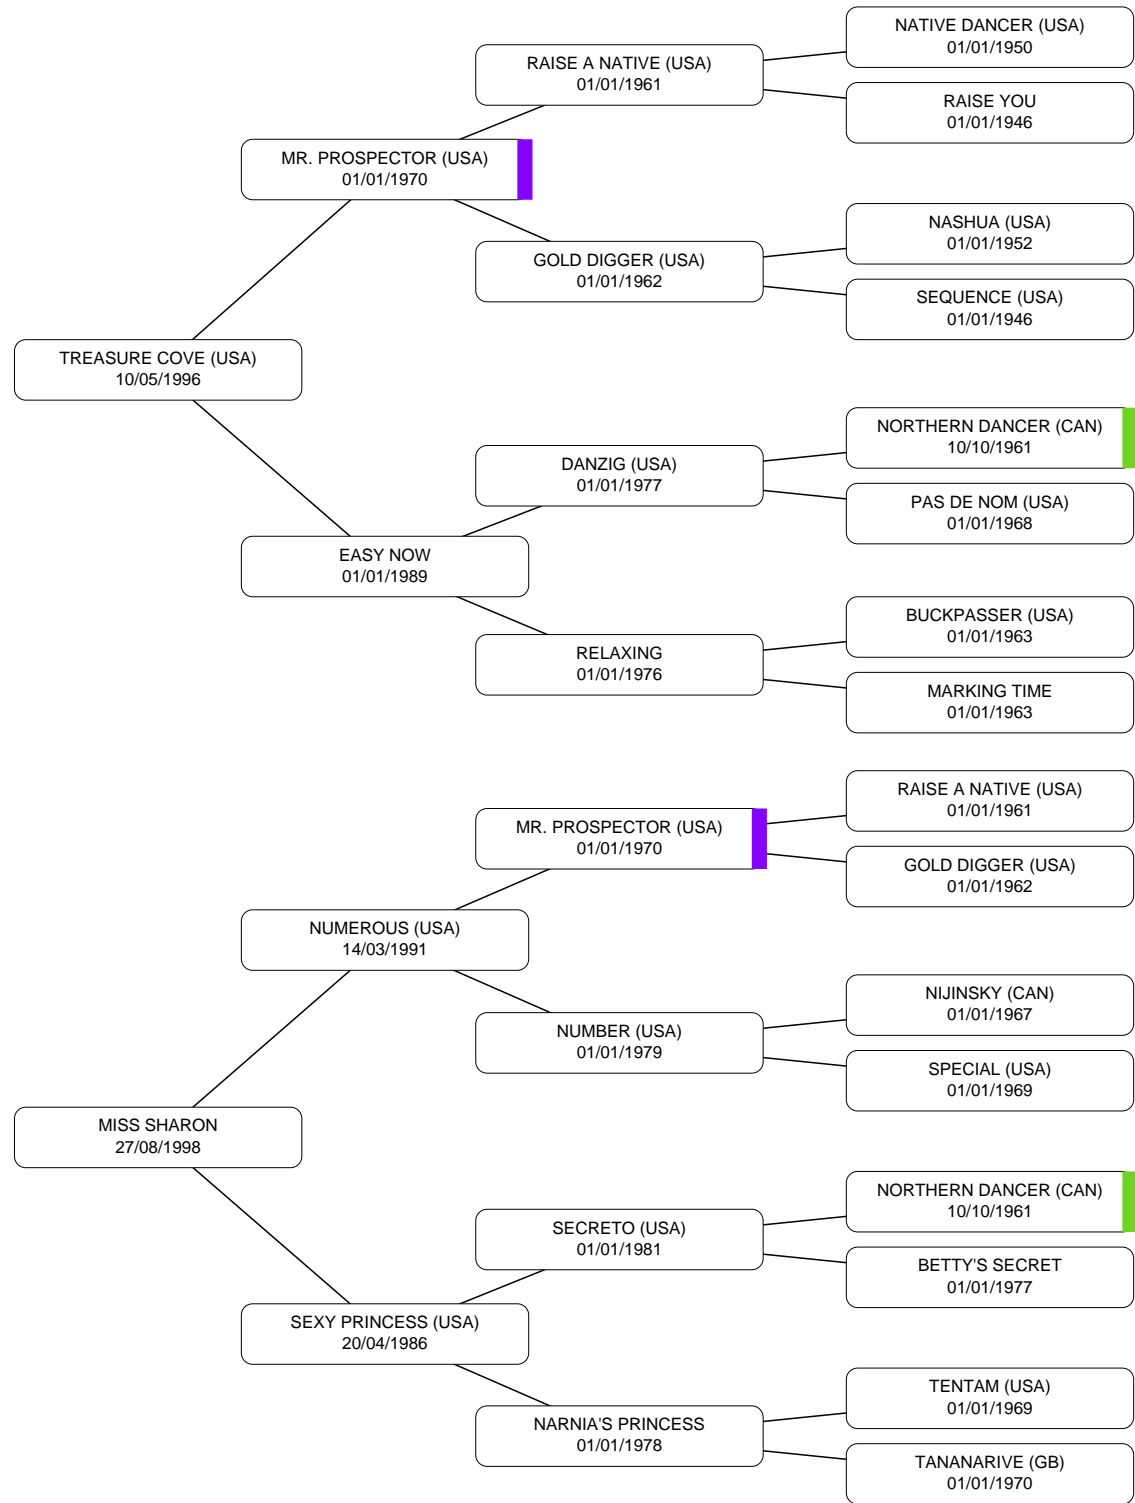 NATIVE DANCER (USA)
01/01/1950
RAISE A NATIVE (USA)
01/01/1961
RAISE YOU
01/01/1946
MR. PROSPECTOR (USA)
01/01/1970
NASHUA (USA)
01/01/1952
GOLD DIGGER (USA)
01/01/1962
SEQUENCE (USA)
01/01/1946
TREASURE COVE (USA)
10/05/1996
NORTHERN DANCER (CAN)
10/10/1961
DANZIG (USA)
01/01/1977
PAS DE NOM (USA)
01/01/1968
EASY NOW
01/01/1989
BUCKPASSER (USA)
01/01/1963
RELAXING
01/01/1976
MARKING TIME
01/01/1963
RAISE A NATIVE (USA)
01/01/1961
MR. PROSPECTOR (USA)
01/01/1970
GOLD DIGGER (USA)
01/01/1962
NUMEROUS (USA)
14/03/1991
NIJINSKY (CAN)
01/01/1967
NUMBER (USA)
01/01/1979
SPECIAL (USA)
01/01/1969
MISS SHARON
27/08/1998
NORTHERN DANCER (CAN)
10/10/1961
SECRETO (USA)
01/01/1981
BETTY'S SECRET
01/01/1977
SEXY PRINCESS (USA)
20/04/1986
TENTAM (USA)
01/01/1969
NARNIA'S PRINCESS
01/01/1978
TANANARIVE (GB)
01/01/1970